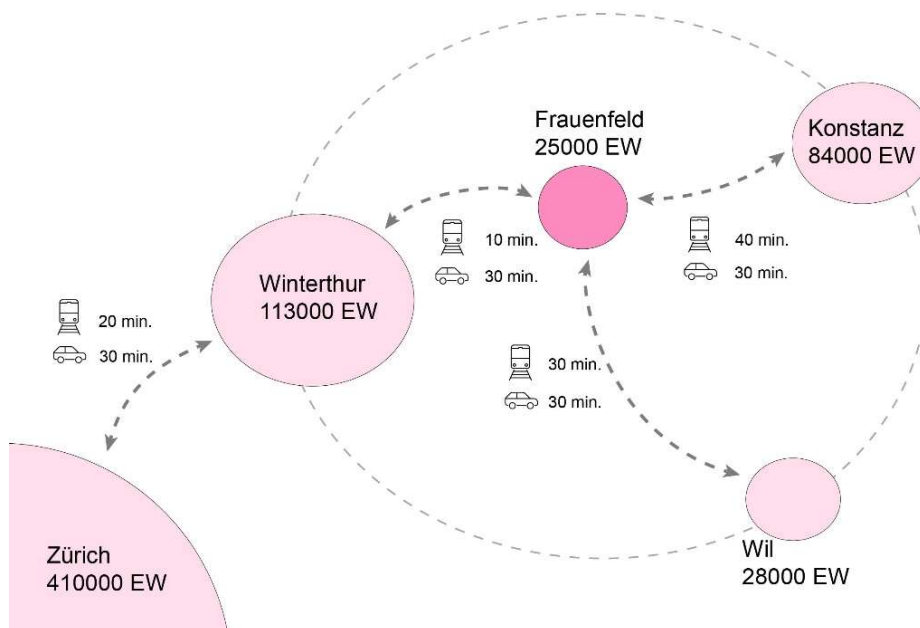 Frauenfeld
25000 EW
Konstanz
84000 EW
10 min.
30 min.
40 min.
30 min.
Winterthur
113000 EW
20 min.
30 min.
30 min.
30 min.
Zürich
410000 EW
Wil
28000 EW